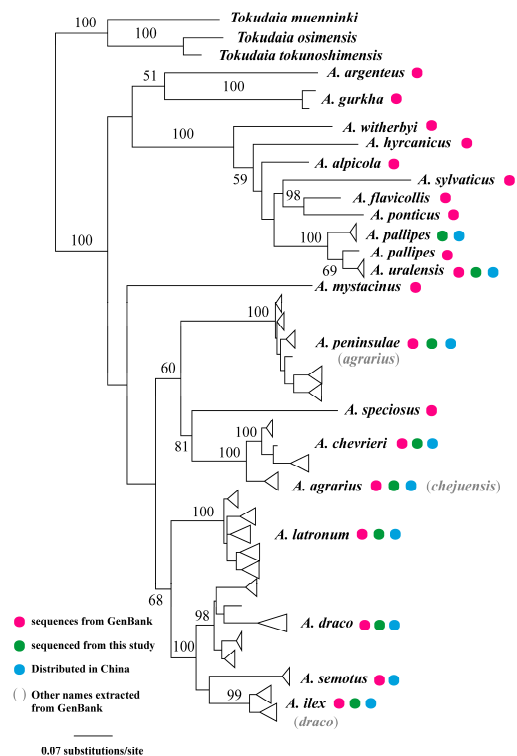 Tokudaia muenninki
100
Tokudaia osimensis
Tokudaia tokunoshimensis
51
A. argenteus
100
A. gurkha
100
A. witherbyi
A. hyrcanicus
A. alpicola
59
A. sylvaticus
98
A. flavicollis
A. ponticus
100
A. pallipes
100
A. pallipes
69
A. uralensis
A. mystacinus
100
A. peninsulae
(agrarius)
60
A. speciosus
81
100
A. chevrieri
100
A. agrarius (chejuensis)
100
A. latronum
68
98
A. draco
100
A. semotus
99
A. ilex
(draco)
sequences from GenBank
sequenced from this study
Distributed in China
( ) Other names extracted
from GenBank
0.07 substitutions/site